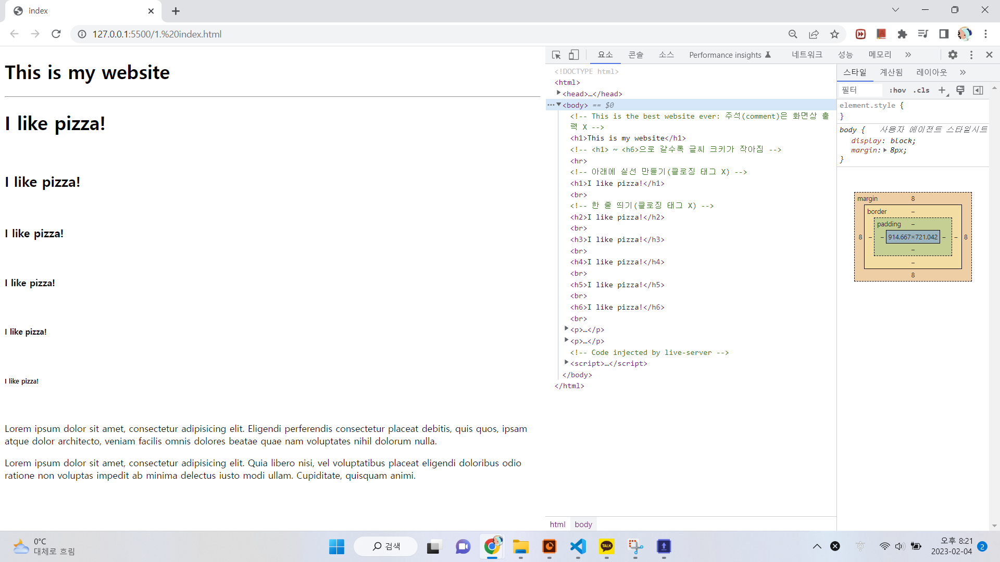 index
127.0.0.1:5500/1.%20index.html
This is my website
I like pizza!
I like pizza!
I like pizza!
I like pizza!
I like pizza!
I like pizza!
Lorem ipsum dolor sit amet, consectetur adipisicing elit. Eligendi perferendis consectetur placeat debitis, quis quos, ipsam
atque dolor architecto, veniam facilis omnis dolores beatae quae nam voluptates nihil dolorum nulla.
Lorem ipsum dolor sit amet, consectetur adipisicing elit. Quia libero nisi, vel voluptatibus placeat eligendi doloribus odio
ratione non voluptas impedit ab minima delectus iusto modi ullam. Cupiditate, quisquam animi.
요소 콘솔 소스 Performance insights 네트워크 성능 메모리 »
<!DOCTYPE html>
<html>
<head>…</head>
<body> == $0
<!-- This is the best website ever: 주석(comment)은 화면상 출
력 X -->
<h1>This is my website</h1>
<!-- <h1> ~ <h6>으로 갈수록 글씨 크키가 작아짐 -->
<hr>
<!-- 아래에 실선 만들기(클로징 태그 X) -->
<h1>I like pizza!</h1>
<br>
<!-- 한 줄 띄기(클로징 태그 X) -->
<h2>I like pizza!</h2>
<br>
<h3>I like pizza!</h3>
<br>
<h4>I like pizza!</h4>
<br>
<h5>I like pizza!</h5>
<br>
<h6>I like pizza!</h6>
<br>
<p>…</p>
<p>…</p>
<!-- Code injected by live-server -->
<script>…</script>
</body>
</html>
html body
스타일 계산됨 레이아웃 »
필터 :hov .cls +
element.style {
}
body { 사용자 에이전트 스타일시트
display: block;
margin: 8px;
}
margin 8
border –
padding –
8 – – 914.667×721.042 – – 8
–
–
8
0°C
대체로 흐림
검색
TALK
오후 8:21
2023-02-04
2